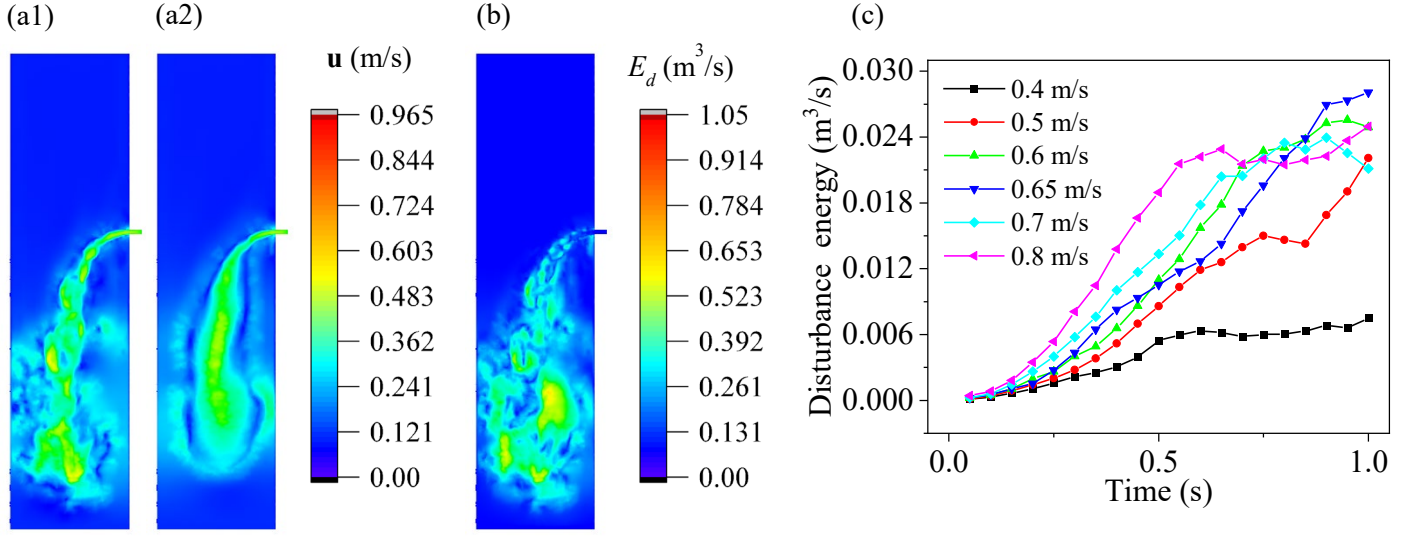 (a1)
(a2)
(b)
(c)
u (m/s)
0.965
0.844
0.724
0.603
0.483
0.362
0.241
0.121
0.00
E_d (m³/s)
1.05
0.914
0.784
0.653
0.522
0.392
0.261
0.131
0.00
Disturbance energy (m³/s)
0.030
0.024
0.018
0.012
0.006
0.000
0.4 m/s
0.5 m/s
0.6 m/s
0.65 m/s
0.7 m/s
0.8 m/s
0.0
0.5
1.0
Time (s)